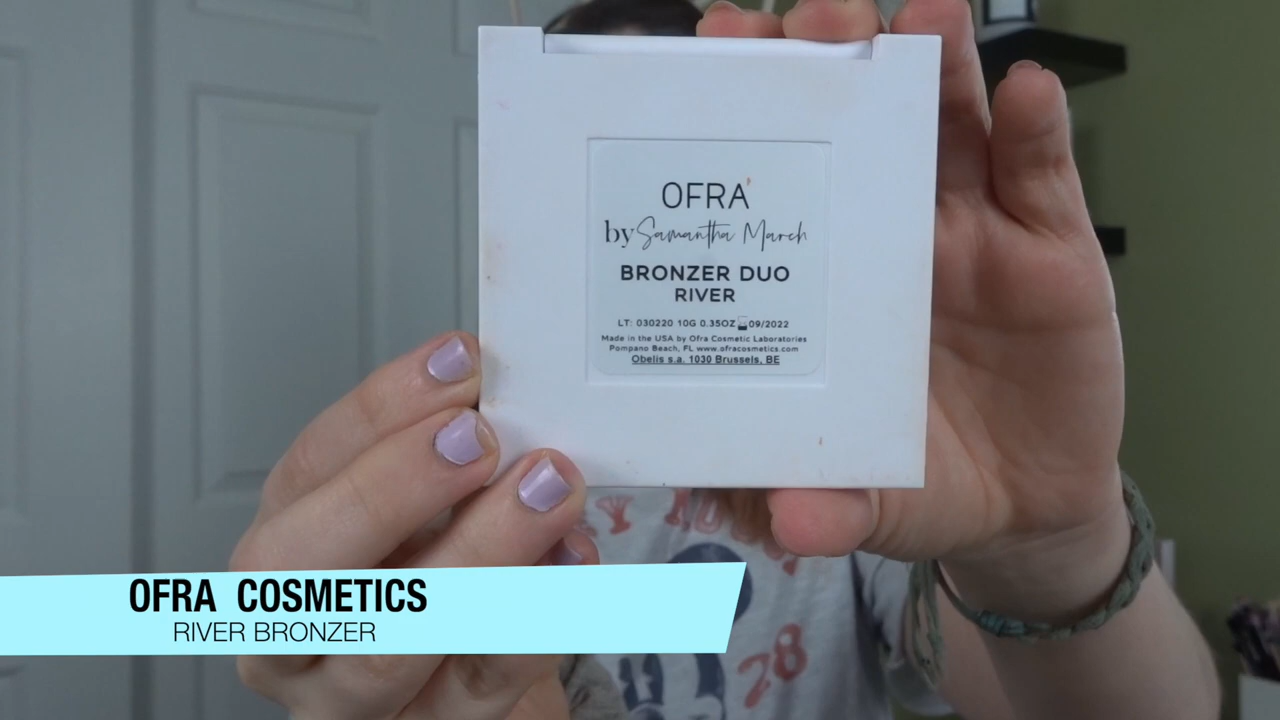 OFRA
by Samantha March
BRONZER DUO
RIVER
LT: 030220 10G 0.35OZ 09/2022
Made in the USA by Ofra Cosmetic Laboratories
Pompano Beach, FL www.ofracosmetics.com
Obelis s.a. 1030 Brussels, BE
28
OFRA COSMETICS
RIVER BRONZER